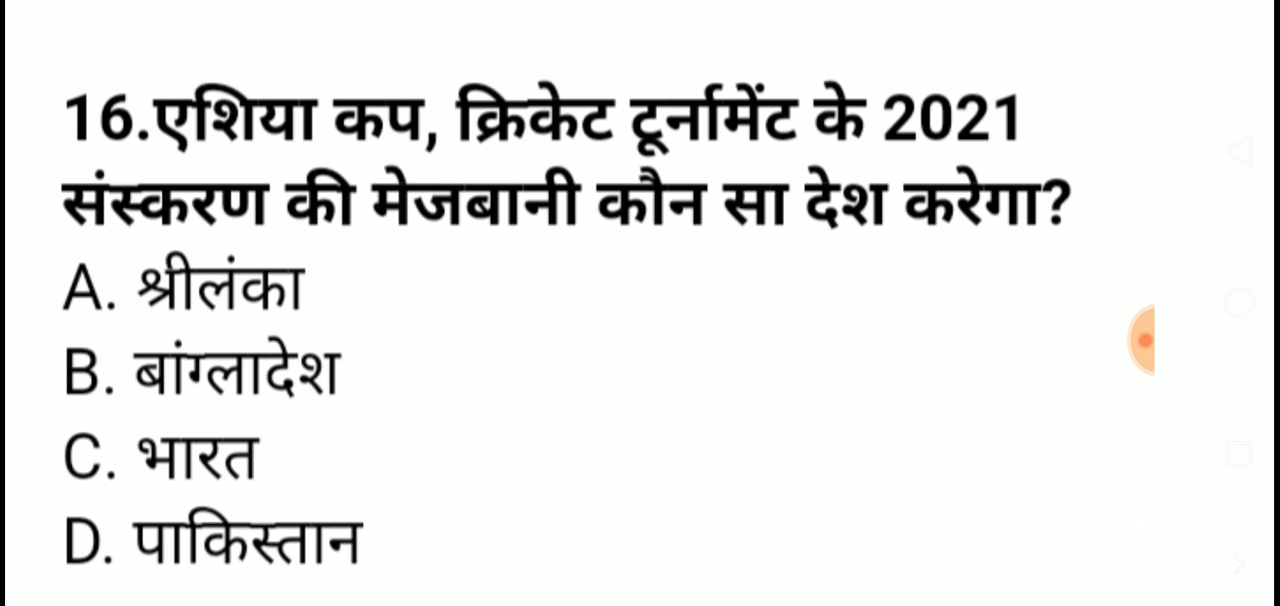 16.एशिया कप, क्रिकेट टूर्नामेंट के 2021
संस्करण की मेजबानी कौन सा देश करेगा?
A. श्रीलंका
B. बांग्लादेश
C. भारत
D. पाकिस्तान